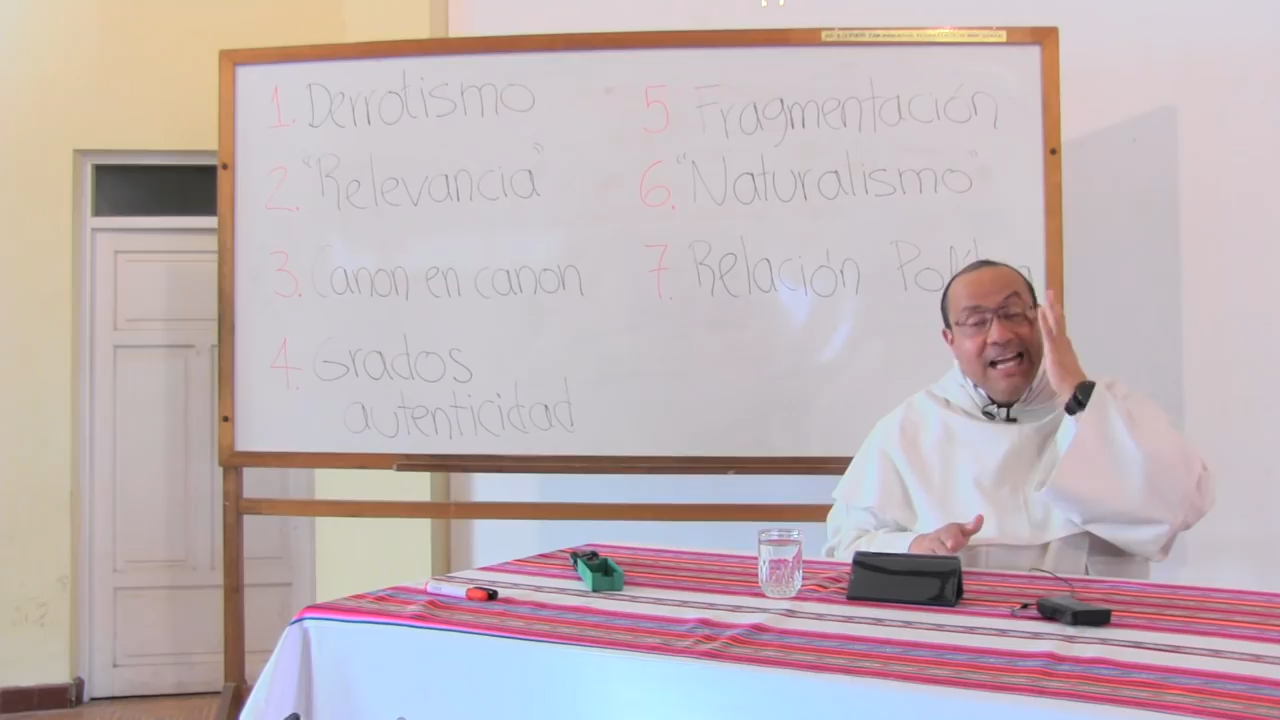 1. Derrotismo
2. "Relevancia"
3. Canon en canon
4. Grados
autenticidad
5 Fragmentación
6. "Naturalismo"
7. Relación